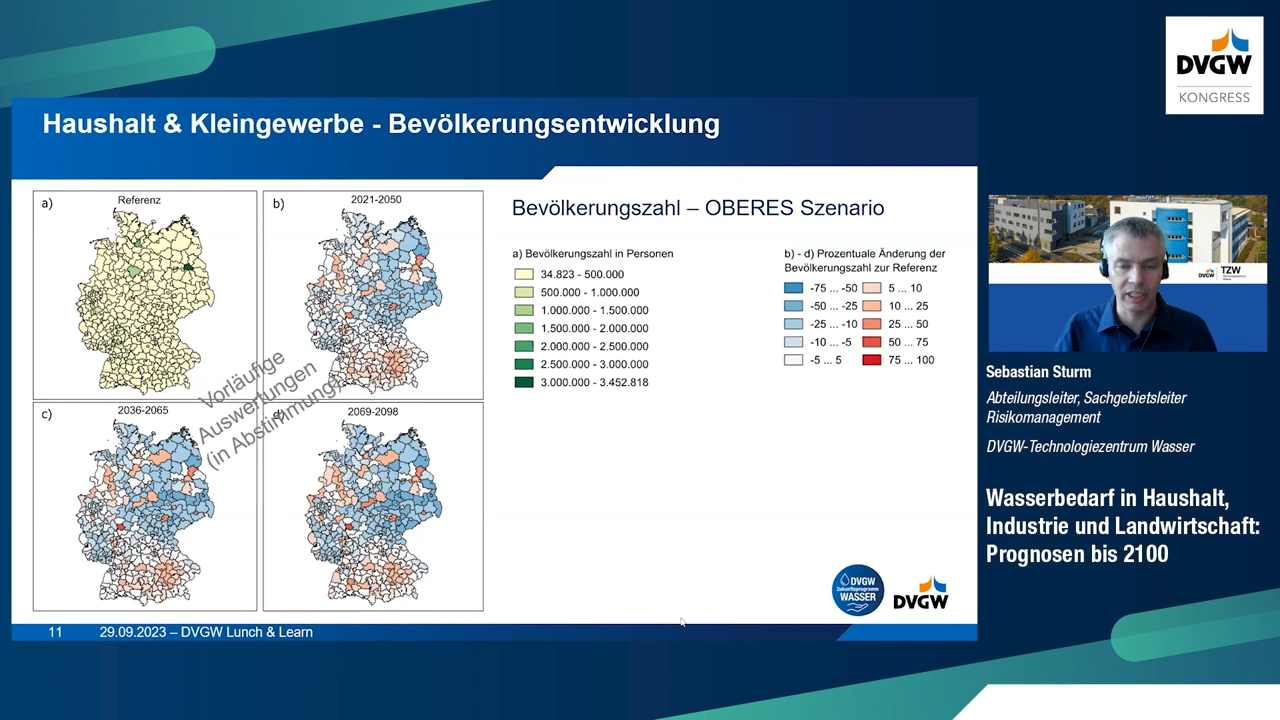 DVGW
KONGRESS
Haushalt & Kleingewerbe - Bevölkerungsentwicklung
a)
Referenz
b)
2021-2050
c)
2036-2065
d)
2069-2098
Vorläufige
Auswertungen
(in Abstimmung)
Bevölkerungszahl – OBERES Szenario
a) Bevölkerungszahl in Personen
34.823 - 500.000
500.000 - 1.000.000
1.000.000 - 1.500.000
1.500.000 - 2.000.000
2.000.000 - 2.500.000
2.500.000 - 3.000.000
3.000.000 - 3.452.818
b) - d) Prozentuale Änderung der
Bevölkerungszahl zur Referenz
-75 ... -50
-50 ... -25
-25 ... -10
-10 ... -5
-5 ... 5
5 ... 10
10 ... 25
25 ... 50
50 ... 75
75 ... 100
DVGW
Zukunftsprogramm
WASSER
DVGW
11
29.09.2023 – DVGW Lunch & Learn
DVGW
TZW
Sebastian Sturm
Abteilungsleiter, Sachgebietsleiter
Risikomanagement
DVGW-Technologiezentrum Wasser
Wasserbedarf in Haushalt,
Industrie und Landwirtschaft:
Prognosen bis 2100